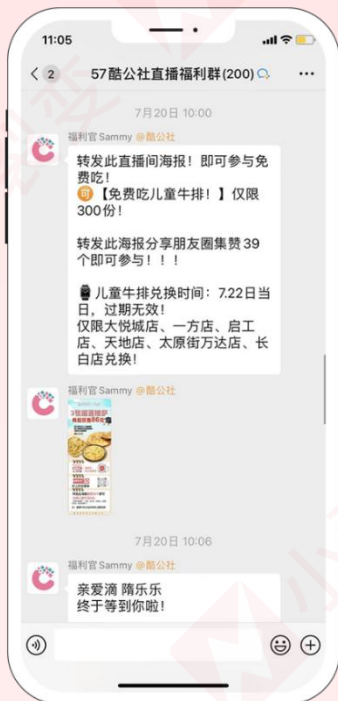 11:05
2
57酷公社直播福利群(200)
7月20日 10:00
福利官Sammy @酷公社
转发此直播间海报！即可参与免
费吃！
可【免费吃儿童牛排！】仅限
300份！
转发此海报分享朋友圈集赞39
个即可参与！！！
儿童牛排兑换时间：7.22日当
日，过期无效！
仅限大悦城店、一方店、启工
店、天地店、太原街万达店、长
白店兑换！
福利官Sammy @酷公社
7月20日 10:06
福利官Sammy @酷公社
亲爱滴 隋乐乐
终于等到你啦！